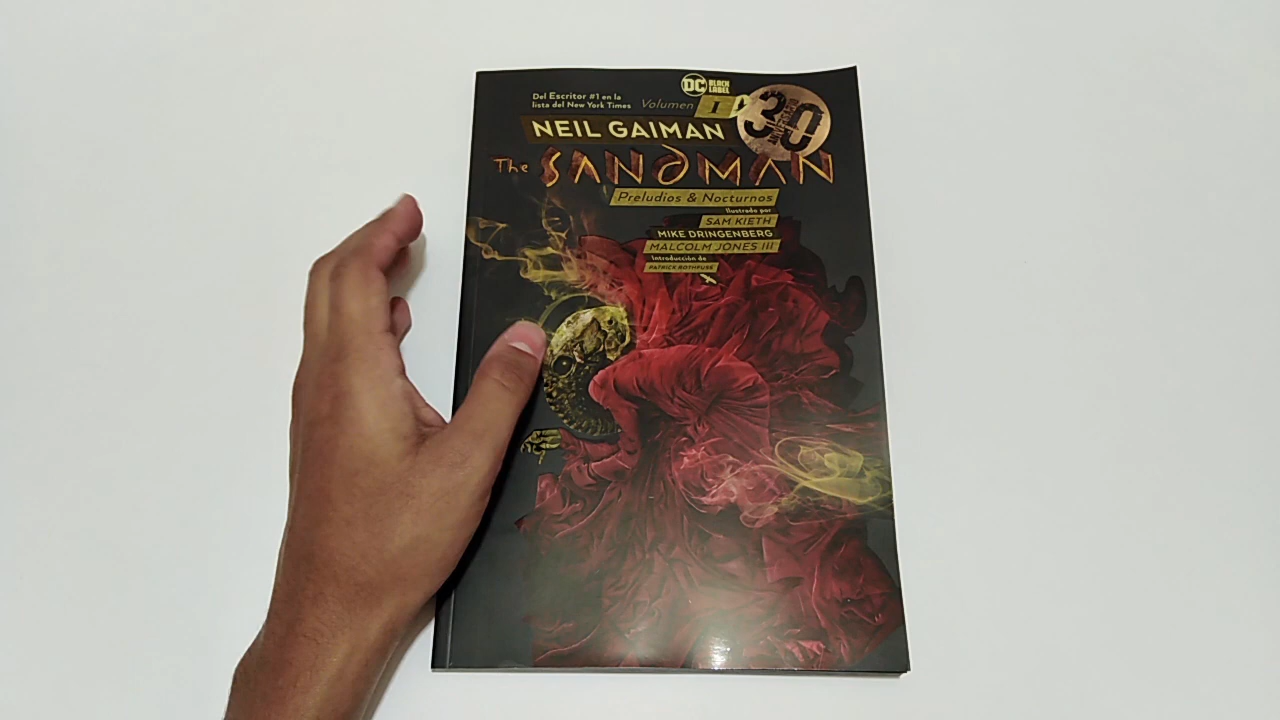 DC BLACK LABEL
Del Escritor #1 en la
lista del New York Times
Volumen 1
30
ANIVERSARIO
NEIL GAIMAN
The SANDMAN
Preludios & Nocturnos
Ilustrado por
SAM KIETH
MIKE DRINGENBERG
MALCOLM JONES III
Introducción de
PATRICK ROTHFUSS